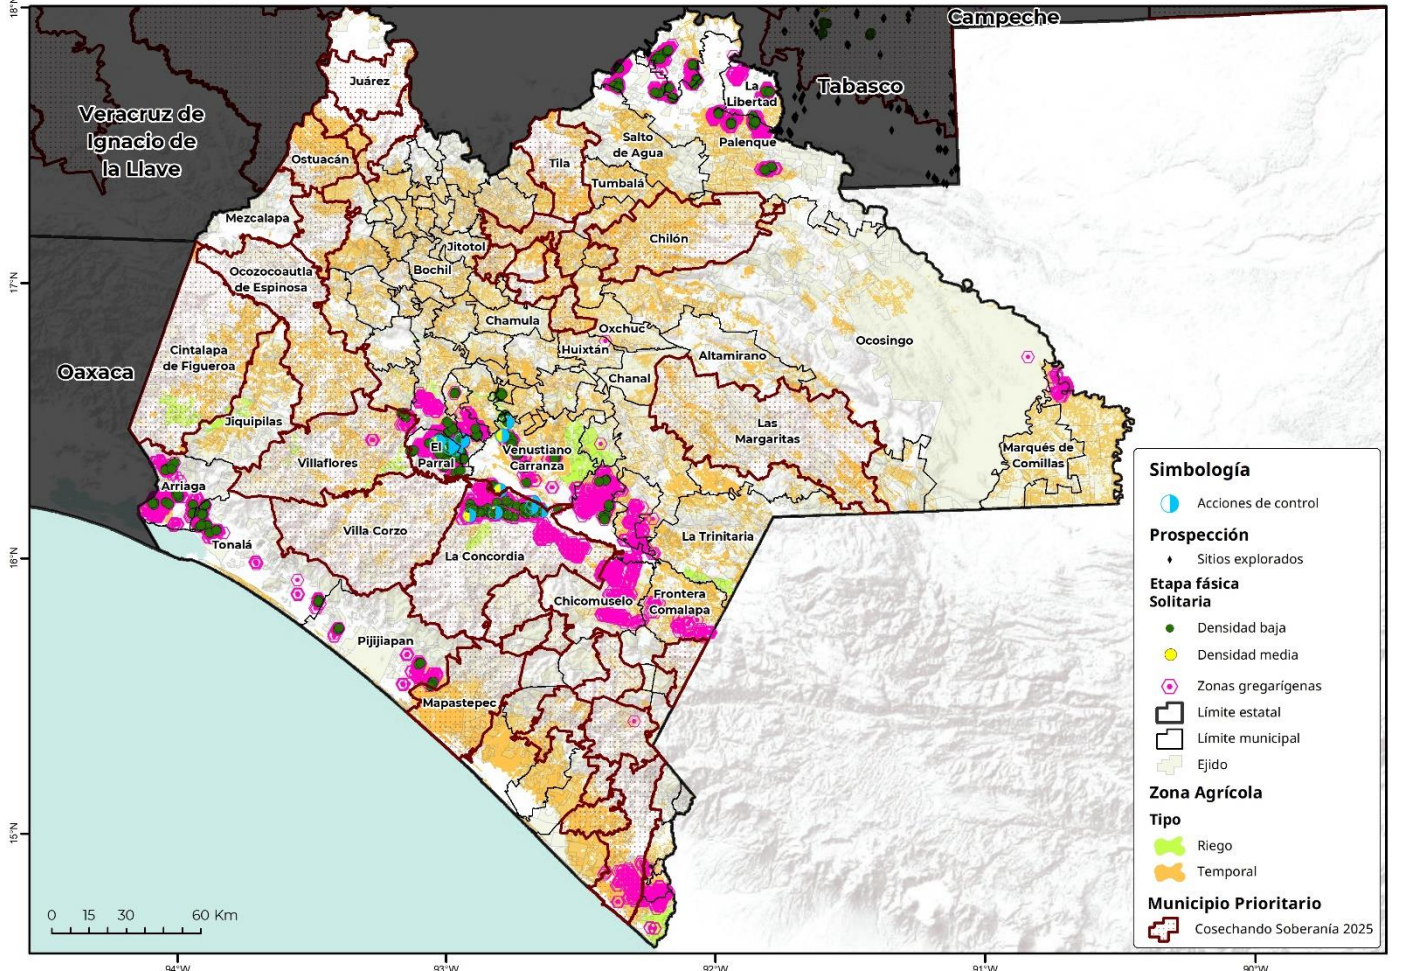 18°N
Campeche
Juárez
Tabasco
La
Libertad
Veracruz de
Ignacio de
la Llave
Salto
de Agua
Palenque
Ostuacán
Tila
Tumbalá
Mezcalapa
Chilón
Jitotol
Ocozocoautla
de Espinosa
Bochil
17°N
Chamula
Oxchuc
Ocosingo
Huixtán
Altamirano
Cintalapa
de Figueroa
Oaxaca
Chanal
Jiquipilas
Las
Margaritas
El
Parral
Venustiano
Carranza
Marqués de
Comillas
Villaflores
Arriaga
Villa Corzo
La Trinitaria
Tonalá
La Concordia
16°N
Chicomuselo
Frontera
Comalapa
Pijijiapan
Mapastepec
15°N
0 15 30 60 Km
94°W 93°W 92°W 91°W 90°W
Simbología
Acciones de control
Prospección
Sitios explorados
Etapa fásica
Solitaria
Densidad baja
Densidad media
Zonas gregarígenas
Límite estatal
Límite municipal
Ejido
Zona Agrícola
Tipo
Riego
Temporal
Municipio Prioritario
Cosechando Soberanía 2025